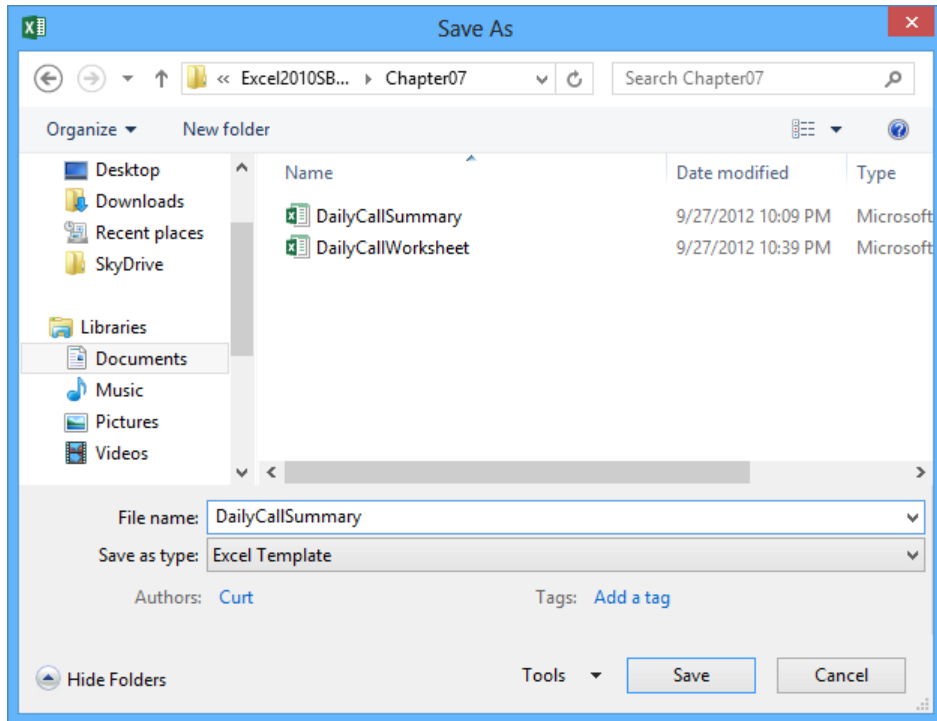 Save As
« Excel2010SB... Chapter07 Search Chapter07
Organize New folder
Desktop
Downloads
Recent places
SkyDrive
Libraries
Documents
Music
Pictures
Videos
Name Date modified Type
DailyCallSummary 9/27/2012 10:09 PM Microsoft
DailyCallWorksheet 9/27/2012 10:39 PM Microsoft
File name: DailyCallSummary
Save as type: Excel Template
Authors: Curt Tags: Add a tag
Hide Folders Tools Save Cancel